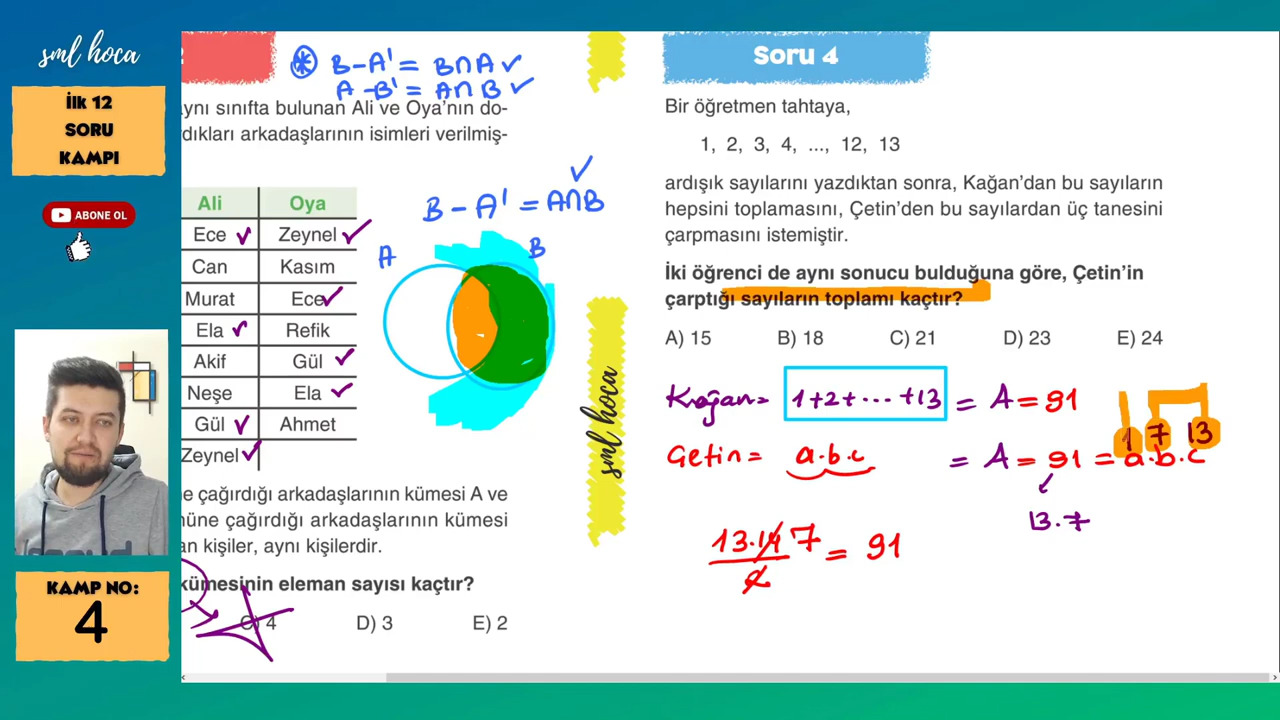 sml hoca
İlk 12
SORU
KAMPI
ABONE OL
KAMP NO:
4
2
* B-A' = B∩A ✓
A-B' = A∩B ✓
aynı sınıfta bulunan Ali ve Oya'nın do-
rdıkları arkadaşlarının isimleri verilmiş-
Ali Oya
Ece ✓ Zeynel ✓
Can Kasım
Murat Ece ✓
Ela ✓ Refik
Akif Gül ✓
Neşe Ela ✓
Gül ✓ Ahmet
Zeynel ✓
✓
B-A' = A∩B
A B
ne çağırdığı arkadaşlarının kümesi A ve
nüne çağırdığı arkadaşlarının kümesi
an kişiler, aynı kişilerdir.
kümesinin eleman sayısı kaçtır?
C) 4 D) 3 E) 2
sml hoca
Soru 4
Bir öğretmen tahtaya,
1, 2, 3, 4, ..., 12, 13
ardışık sayılarını yazdıktan sonra, Kağan'dan bu sayıların
hepsini toplamasını, Çetin'den bu sayılardan üç tanesini
çarpmasını istemiştir.
İki öğrenci de aynı sonucu bulduğuna göre, Çetin'in
çarptığı sayıların toplamı kaçtır?
A) 15 B) 18 C) 21 D) 23 E) 24
Kağan= 1+2+...+13 = A = 91
1 7 13
Çetin= a.b.c = A = 91 = a.b.c
13.7
13.14 7 = 91
2